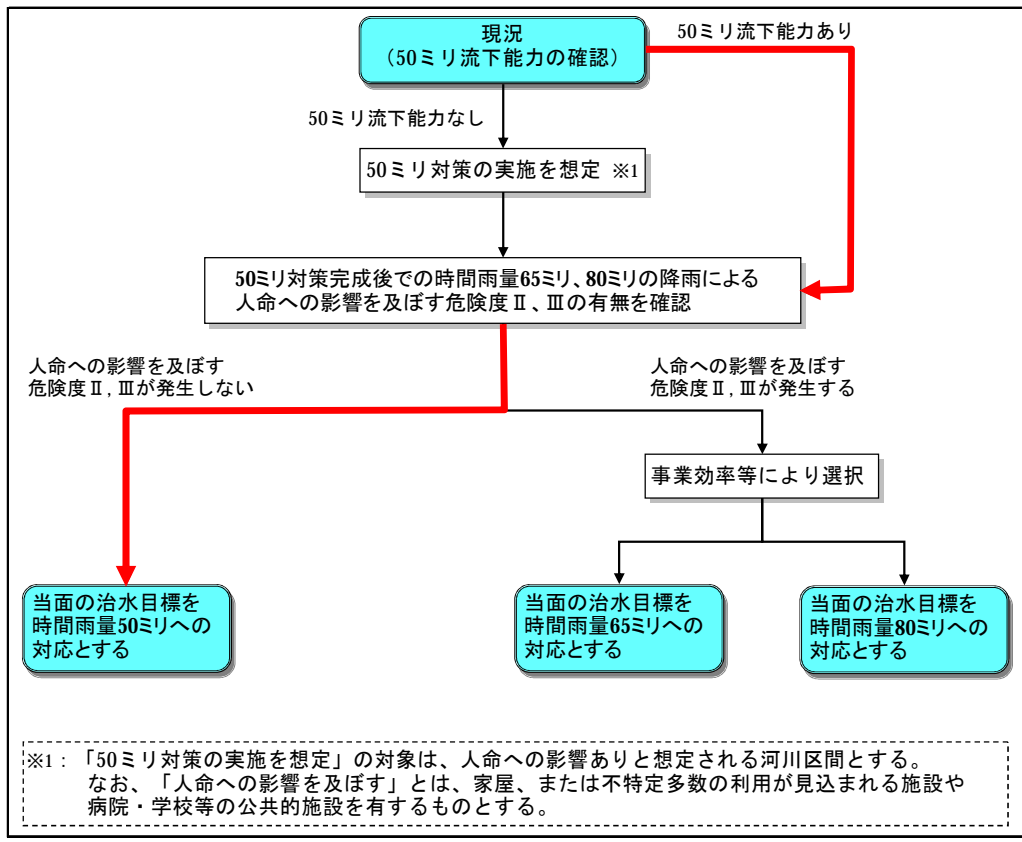 現況
(50ミリ流下能力の確認)
50ミリ流下能力あり
50ミリ流下能力なし
50ミリ対策の実施を想定 ※1
50ミリ対策完成後での時間雨量65ミリ、80ミリの降雨による
人命への影響を及ぼす危険度Ⅱ、Ⅲの有無を確認
人命への影響を及ぼす
危険度Ⅱ,Ⅲが発生しない
人命への影響を及ぼす
危険度Ⅱ,Ⅲが発生する
事業効率等により選択
当面の治水目標を
時間雨量50ミリへの
対応とする
当面の治水目標を
時間雨量65ミリへの
対応とする
当面の治水目標を
時間雨量80ミリへの
対応とする
※1：「50ミリ対策の実施を想定」の対象は、人命への影響ありと想定される河川区間とする。
なお、「人命への影響を及ぼす」とは、家屋、または不特定多数の利用が見込まれる施設や
病院・学校等の公共的施設を有するものとする。